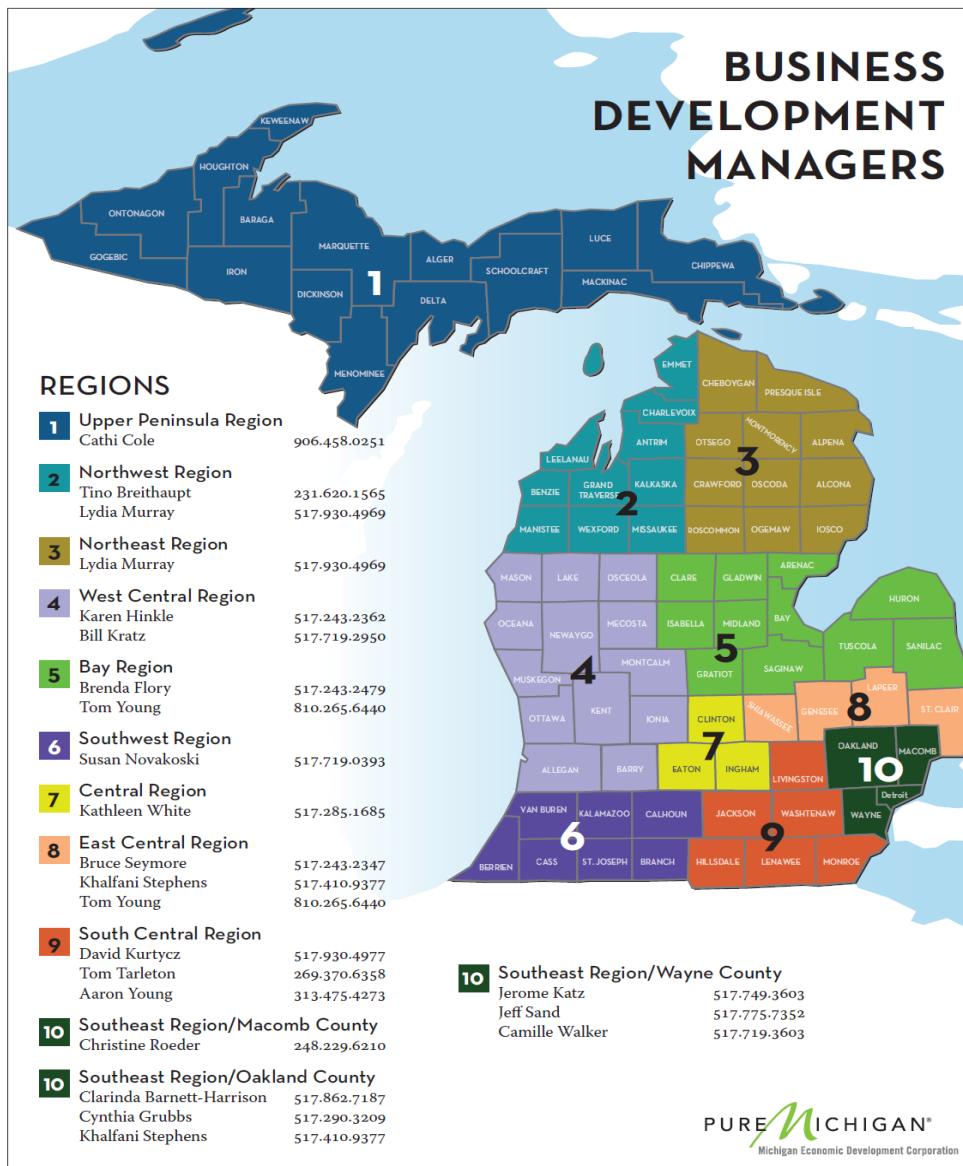 BUSINESS
DEVELOPMENT
MANAGERS
KEWEENAW
HOUGHTON
ONTONAGON
BARAGA
GOGEBIC
IRON
MARQUETTE
DICKINSON
1
ALGER
DELTA
MENOMINEE
SCHOOLCRAFT
LUCE
CHIPPEWA
MACKINAC
EMMET
CHARLEVOIX
ANTRIM
LEELANAU
BENZIE
GRAND
TRAVERSE
KALKASKA
2
MANISTEE
WEXFORD
MISSAUKEE
CHEBOYGAN
PRESQUE ISLE
OTSEGO
MONTMORENCY
ALPENA
3
CRAWFORD
OSCODA
ALCONA
ROSCOMMON
OGEMAW
IOSCO
MASON
LAKE
OSCEOLA
OCEANA
NEWAYGO
MECOSTA
MUSKEGON
4
MONTCALM
OTTAWA
KENT
IONIA
ALLEGAN
BARRY
CLARE
GLADWIN
ARENAC
ISABELLA
MIDLAND
BAY
HURON
5
GRATIOT
SAGINAW
TUSCOLA
SANILAC
CLINTON
7
EATON
INGHAM
SHIAWASSEE
GENESEE
LAPEER
8
ST. CLAIR
LIVINGSTON
OAKLAND
MACOMB
10
Detroit
WAYNE
VAN BUREN
KALAMAZOO
CALHOUN
6
BERRIEN
CASS
ST. JOSEPH
BRANCH
JACKSON
WASHTENAW
9
HILLSDALE
LENAWEE
MONROE
REGIONS
1 Upper Peninsula Region
Cathi Cole 906.458.0251
2 Northwest Region
Tino Breithaupt 231.620.1565
Lydia Murray 517.930.4969
3 Northeast Region
Lydia Murray 517.930.4969
4 West Central Region
Karen Hinkle 517.243.2362
Bill Kratz 517.719.2950
5 Bay Region
Brenda Flory 517.243.2479
Tom Young 810.265.6440
6 Southwest Region
Susan Novakoski 517.719.0393
7 Central Region
Kathleen White 517.285.1685
8 East Central Region
Bruce Seymore 517.243.2347
Khalfani Stephens 517.410.9377
Tom Young 810.265.6440
9 South Central Region
David Kurtycz 517.930.4977
Tom Tarleton 269.370.6358
Aaron Young 313.475.4273
10 Southeast Region/Macomb County
Christine Roeder 248.229.6210
10 Southeast Region/Oakland County
Clarinda Barnett-Harrison 517.862.7187
Cynthia Grubbs 517.290.3209
Khalfani Stephens 517.410.9377
10 Southeast Region/Wayne County
Jerome Katz 517.749.3603
Jeff Sand 517.775.7352
Camille Walker 517.719.3603
PURE MICHIGAN®
Michigan Economic Development Corporation